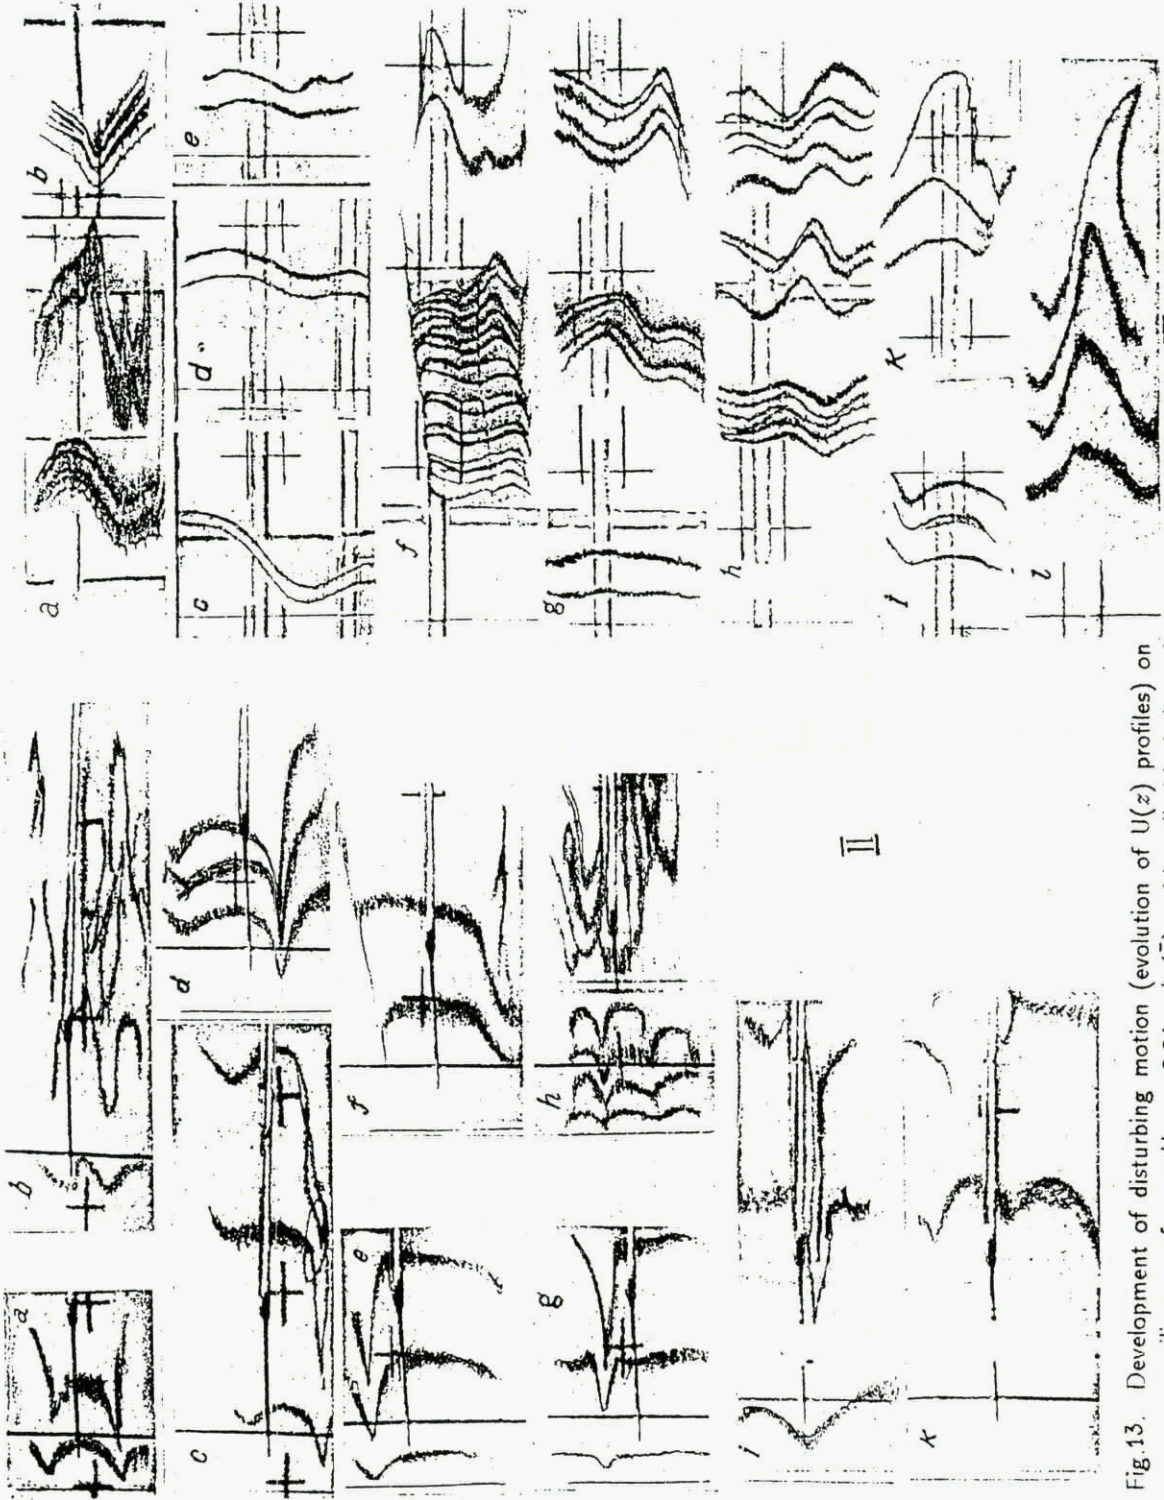 a
b
c
d
e
f
g
h
i
k
II
a
b
c
d
e
f
g
h
i
k
l
Fig.13. Development of disturbing motion (evolution of U(z) profiles) on